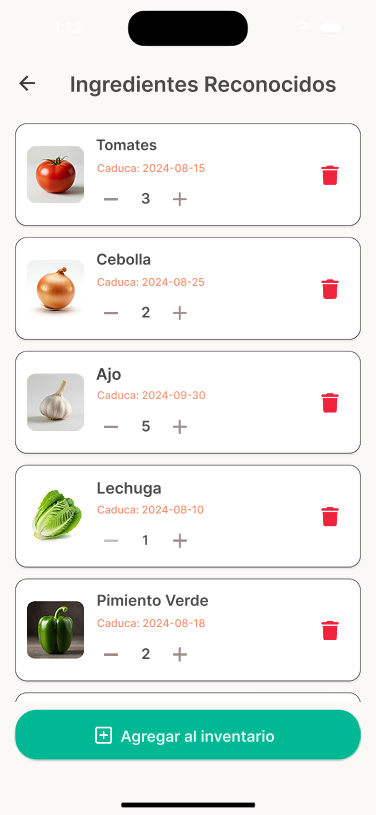 1:12
Ingredientes Reconocidos
Tomates
Caduca: 2024-08-15
3
Cebolla
Caduca: 2024-08-25
2
Ajo
Caduca: 2024-09-30
5
Lechuga
Caduca: 2024-08-10
1
Pimiento Verde
Caduca: 2024-08-18
2
Agregar al inventario